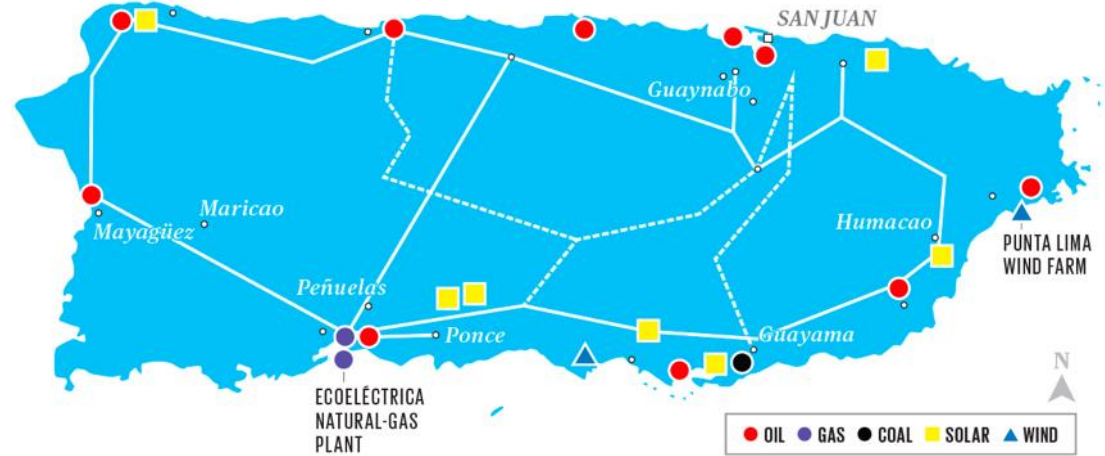 SAN JUAN
Guaynabo
Maricao
Mayagüez
Humacao
PUNTA LIMA
WIND FARM
Peñuelas
Ponce
Guayama
ECOELÉCTRICA
NATURAL-GAS
PLANT
N
OIL GAS COAL SOLAR WIND